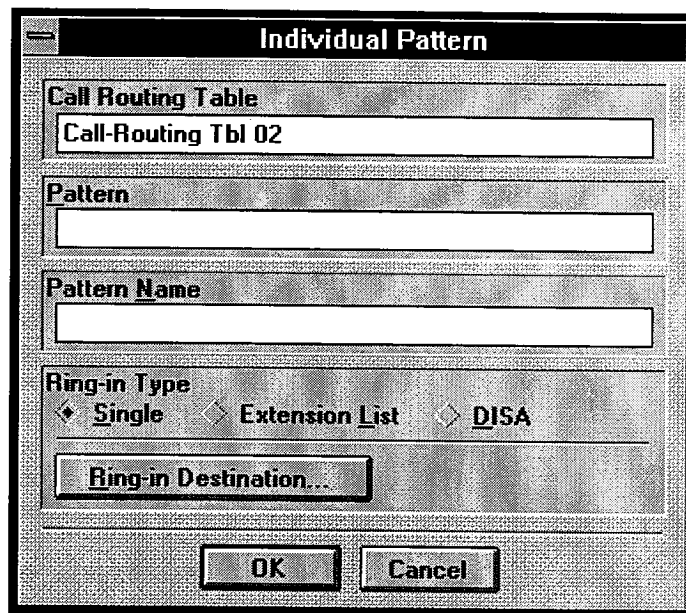 Individual Pattern
Call Routing Table
Call-Routing Tbl 02
Pattern
Pattern Name
Ring-in Type
Single Extension List DISA
Ring-in Destination...
OK Cancel